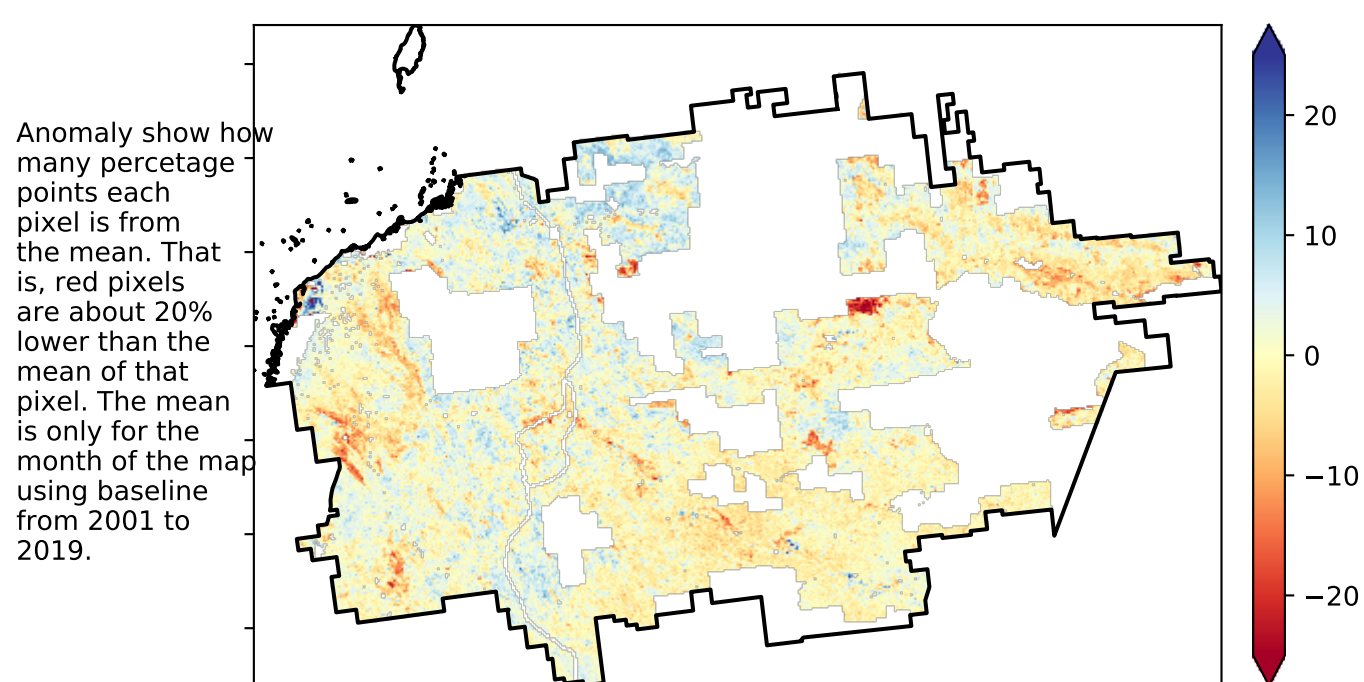 Anomaly show how
many percetage
points each
pixel is from
the mean. That
is, red pixels
are about 20%
lower than the
mean of that
pixel. The mean
is only for the
month of the map
using baseline
from 2001 to
2019.
20
10
0
−10
−20